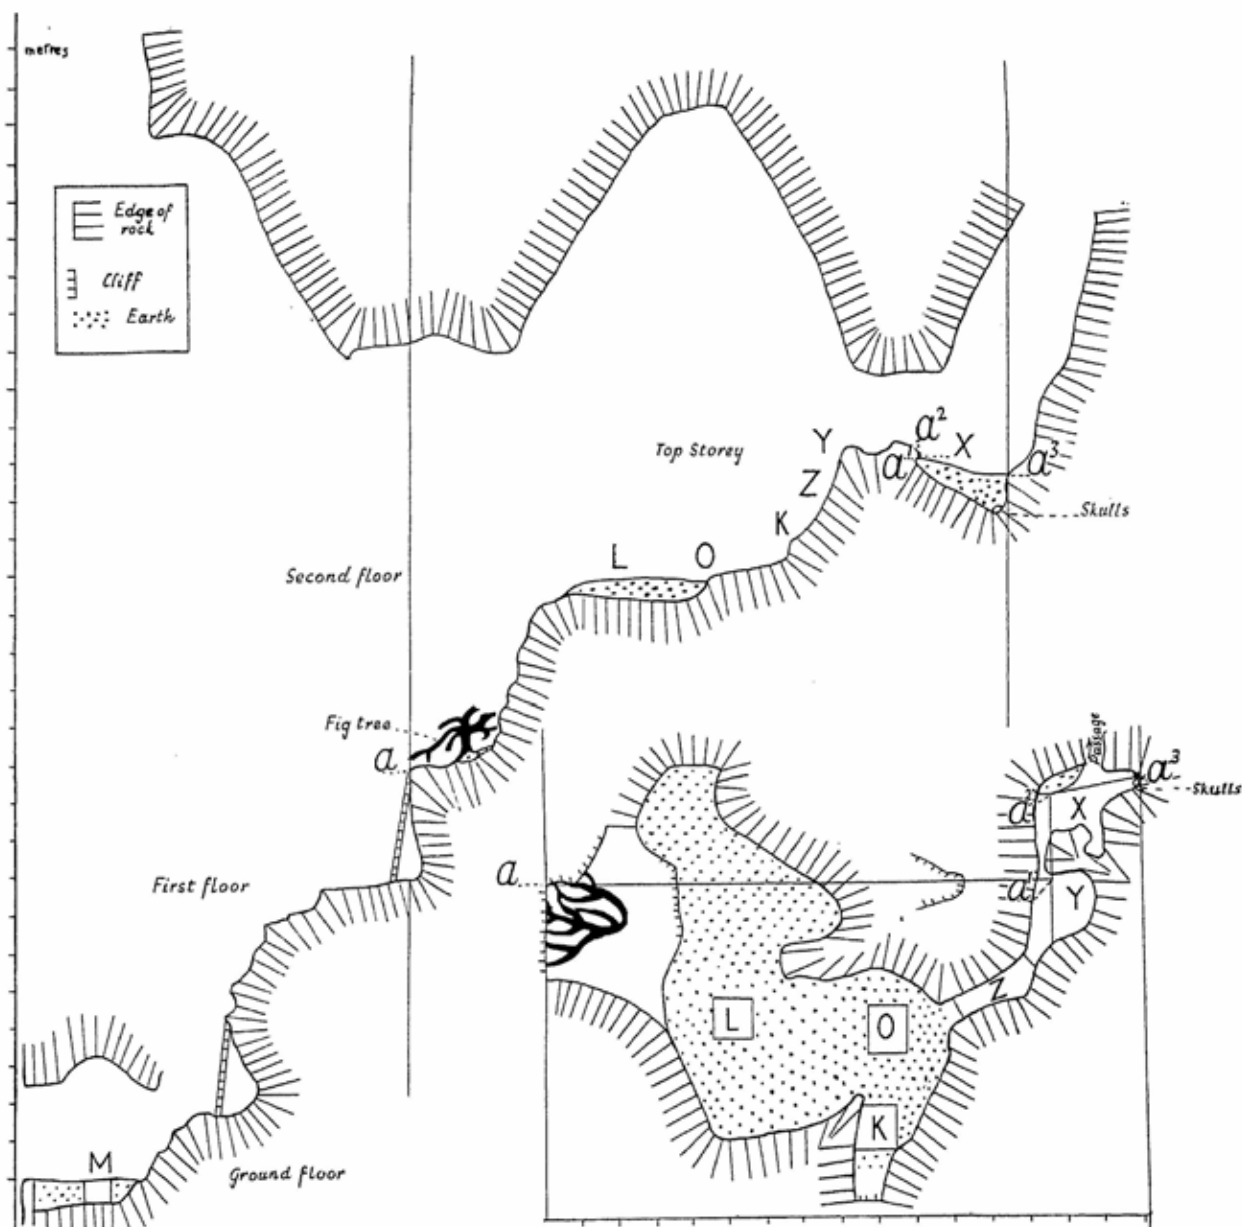 metres
Edge of
rock
Cliff
Earth
Top Storey
Y
a²
X
a¹
a³
Z
Skulls
K
L
O
Second floor
Fig tree
a
Passage
a³
Skulls
a²
X
a
First floor
a¹
Y
Z
L
O
K
M
Ground floor